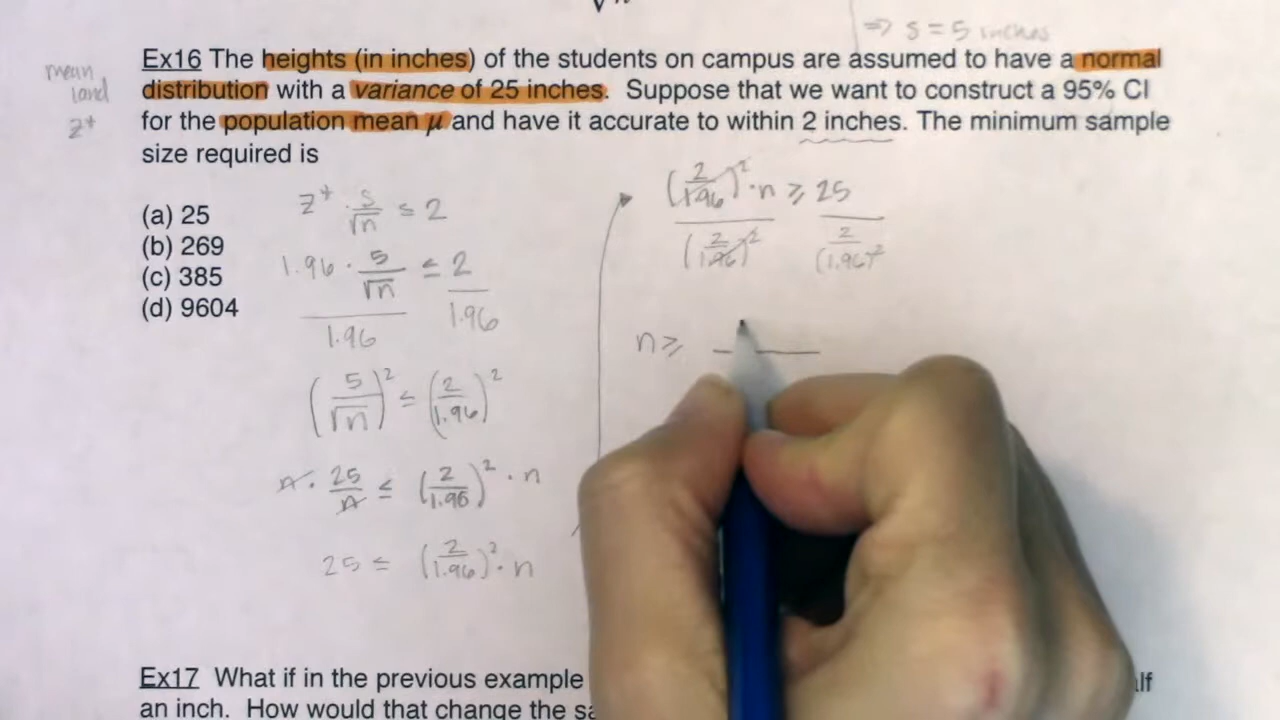 √n
⇒ s = 5 inches
mean land z*
Ex16 The heights (in inches) of the students on campus are assumed to have a normal
distribution with a variance of 25 inches. Suppose that we want to construct a 95% CI
for the population mean μ and have it accurate to within 2 inches. The minimum sample
size required is
(a) 25
(b) 269
(c) 385
(d) 9604
z* · s/√n ≤ 2
1.96 · 5/√n ≤ 2
1.96 1.96
(5/√n)² ≤ (2/1.96)²
n · 25/n ≤ (2/1.96)² · n
25 ≤ (2/1.96)² · n
(2/1.96)² · n ≥ 25
(2/1.96)² 2/(1.96)²
n ≥
Ex17 What if in the previous example
an inch. How would that change the